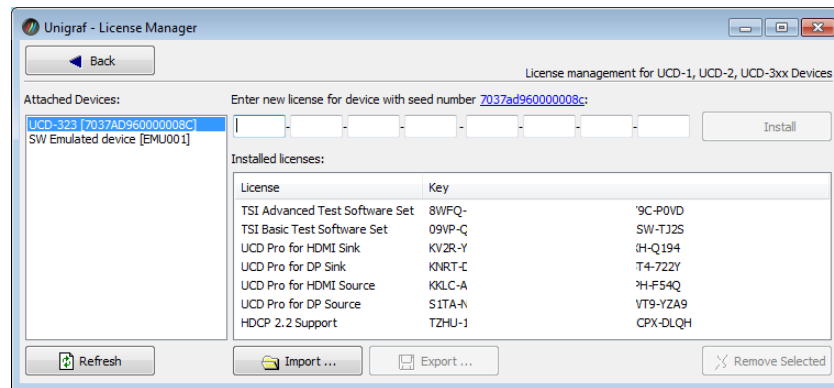 Unigraf - License Manager
Back
License management for UCD-1, UCD-2, UCD-3xx Devices
Attached Devices:
Enter new license for device with seed number 7037ad960000008c:
UCD-323 [7037AD960000008C]
SW Emulated device [EMU001]
- - - - - - -
Install
Installed licenses:
License Key
TSI Advanced Test Software Set 8WFQ- '9C-P0VD
TSI Basic Test Software Set 09VP-Q SW-TJ2S
UCD Pro for HDMI Sink KV2R-Y H-Q194
UCD Pro for DP Sink KNRT- T4-722Y
UCD Pro for HDMI Source KKLC-A H-F54Q
UCD Pro for DP Source S1TA- VT9-YZA9
HDCP 2.2 Support TZHU-1 CPX-DLQH
Refresh
Import ...
Export ...
Remove Selected